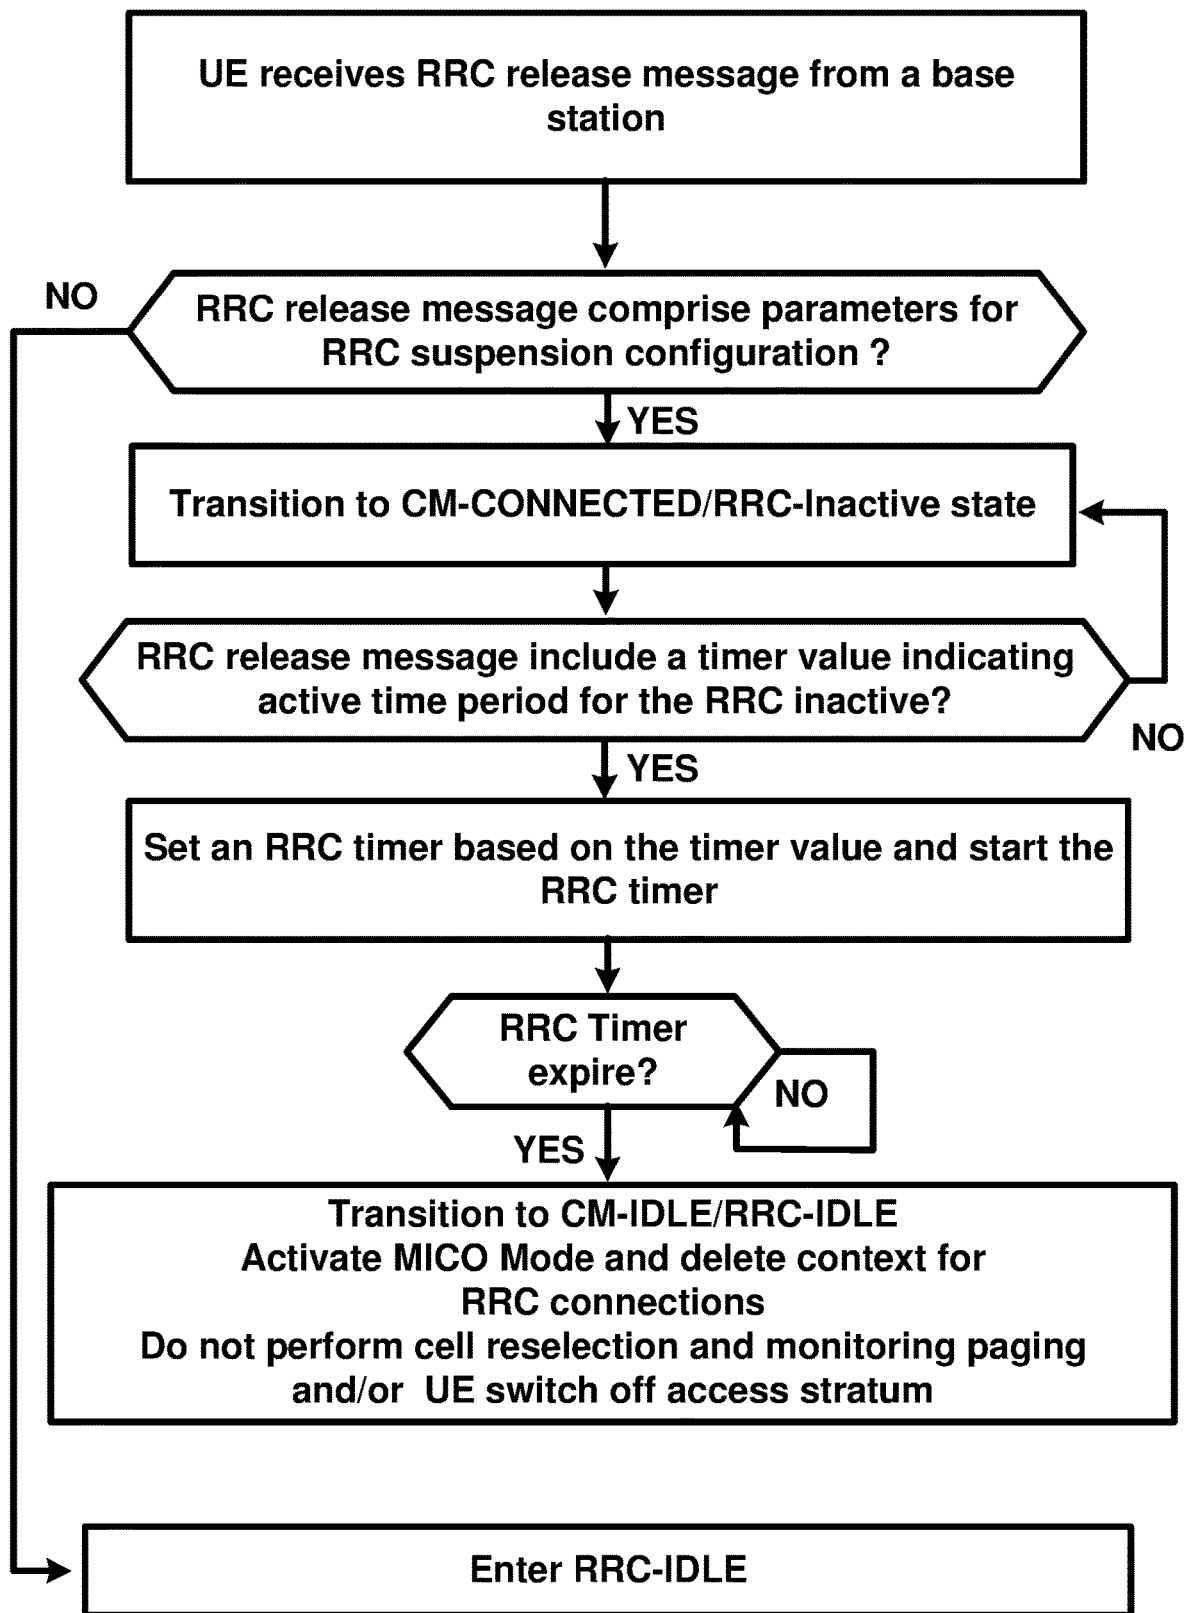 UE receives RRC release message from a base
station
NO
RRC release message comprise parameters for
RRC suspension configuration ?
YES
Transition to CM-CONNECTED/RRC-Inactive state
RRC release message include a timer value indicating
active time period for the RRC inactive?
NO
YES
Set an RRC timer based on the timer value and start the
RRC timer
RRC Timer
expire?
NO
YES
Transition to CM-IDLE/RRC-IDLE
Activate MICO Mode and delete context for
RRC connections
Do not perform cell reselection and monitoring paging
and/or UE switch off access stratum
Enter RRC-IDLE